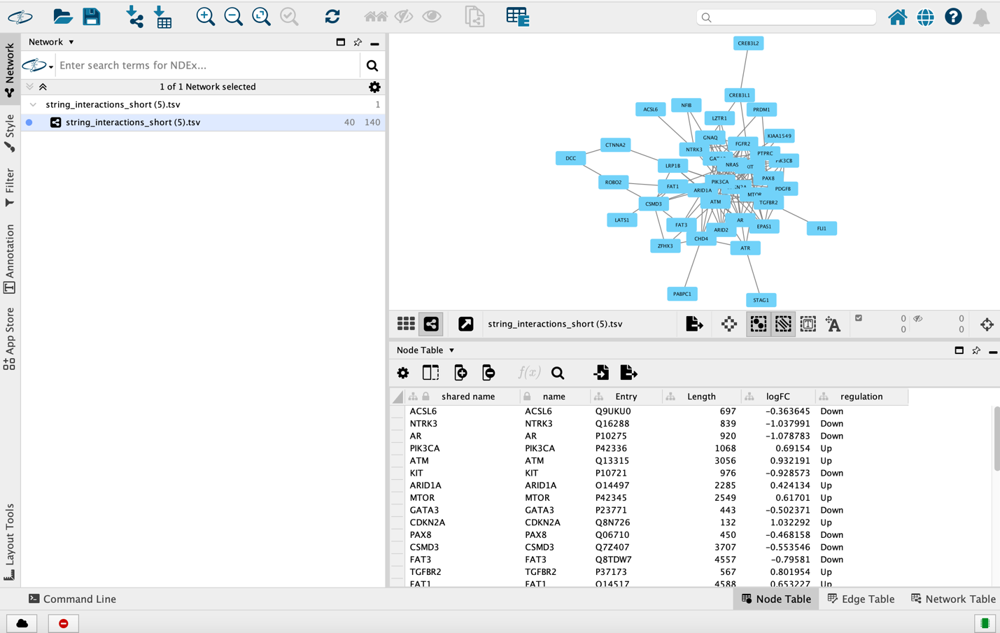 Network
Enter search terms for NDEx...
1 of 1 Network selected
string_interactions_short (5).tsv 1
string_interactions_short (5).tsv 40 140
Network
Style
Filter
Annotation
App Store
Layout Tools
CREB3L2
CREB3L1
NFIB
ACSL6
PRDM1
LZTR1
KIAA1549
GNAQ
FGFR2
CTNNA2
NTRK3
PTPRC
DCC
NRAS
KIT
LRP1B
PAX8
ROBO2
PIK3CA
FAT1
ARID1A
PDGFB
MTOR
ATM
TGFBR2
CSMD3
LATS1
AR
FAT3
EPAS1
FLI1
ARID2
CHD4
ZFHX3
ATR
PABPC1
STAG1
string_interactions_short (5).tsv
0 0
0 0
Node Table
f(x)
shared name name Entry Length logFC regulation
ACSL6 ACSL6 Q9UKU0 697 -0.363645 Down
NTRK3 NTRK3 Q16288 839 -1.037991 Down
AR AR P10275 920 -1.078783 Down
PIK3CA PIK3CA P42336 1068 0.69154 Up
ATM ATM Q13315 3056 0.932191 Up
KIT KIT P10721 976 -0.928573 Down
ARID1A ARID1A O14497 2285 0.424134 Up
MTOR MTOR P42345 2549 0.61701 Up
GATA3 GATA3 P23771 443 -0.502371 Down
CDKN2A CDKN2A Q8N726 132 1.032292 Up
PAX8 PAX8 Q06710 450 -0.468158 Down
CSMD3 CSMD3 Q7Z407 3707 -0.553546 Down
FAT3 FAT3 Q8TDW7 4557 -0.79581 Down
TGFBR2 TGFBR2 P37173 567 0.801954 Up
FAT1 FAT1 Q14517 4588 0.653227 Up
Command Line
Node Table Edge Table Network Table